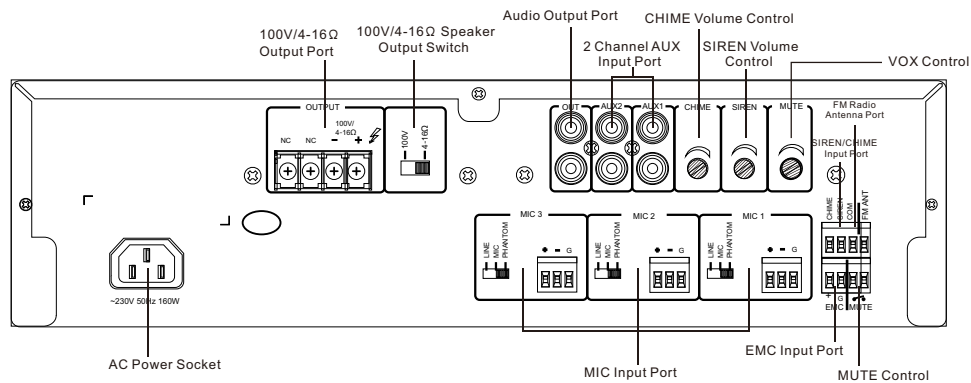 Audio Output Port
CHIME Volume Control
100V/4-16Ω
Output Port
100V/4-16Ω Speaker
Output Switch
2 Channel AUX
Input Port
SIREN Volume
Control
VOX Control
OUTPUT
100V/
4-16Ω
NC
NC
−
+
100V
4-16Ω
OUT
AUX2
AUX1
CHIME
SIREN
MUTE
FM Radio
Antenna Port
SIREN/CHIME
Input Port
MIC 3
LINE
MIC
PHANTOM
+
−
G
MIC 2
LINE
MIC
PHANTOM
+
−
G
MIC 1
LINE
MIC
PHANTOM
+
−
G
CHIME
SIREN
COM
FM ANT
+
G
EMC
MUTE
~230V 50Hz 160W
AC Power Socket
MIC Input Port
EMC Input Port
MUTE Control